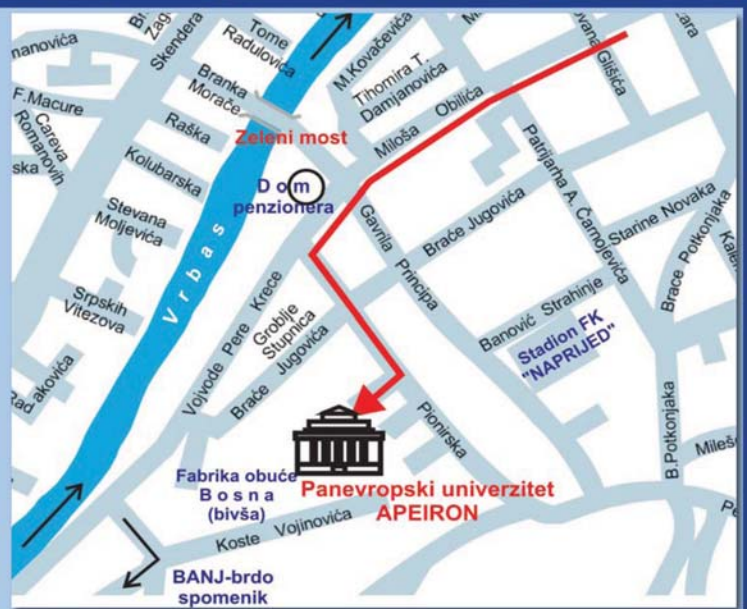 Tome
Radulovića
Skendera
Branka
Morače
F.Macure
Careva
Romanovih
Raška
Kolubarska
Stevana
Moljevića
Srpskih
Vitezova
Vrbas
Zeleni most
M.Kovačevića
Tihomira T.
Damjanovića
Miloša Obilića
Glišića
Dom
penzionera
Gavrila Principa
Braće Jugovića
Patrijarha A. Čarnojevića
Starine Novaka
Brace Potkonjaka
Banović Strahinje
Stadion FK
"NAPRIJED"
Vojvode Pere Krece
Groblje
Stupnica
Braće Jugovića
Pionirska
B.Potkonjaka
Fabrika obuće
Bosna
(bivša)
Panevropski univerzitet
APEIRON
Koste Vojinovića
BANJ-brdo
spomenik